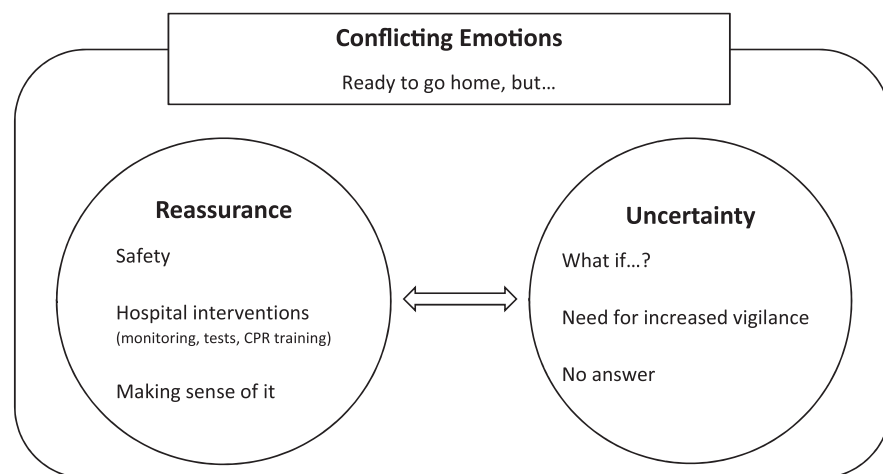 Conflicting Emotions
Ready to go home, but…
Reassurance
Safety
Hospital interventions
(monitoring, tests, CPR training)
Making sense of it
Uncertainty
What if…?
Need for increased vigilance
No answer